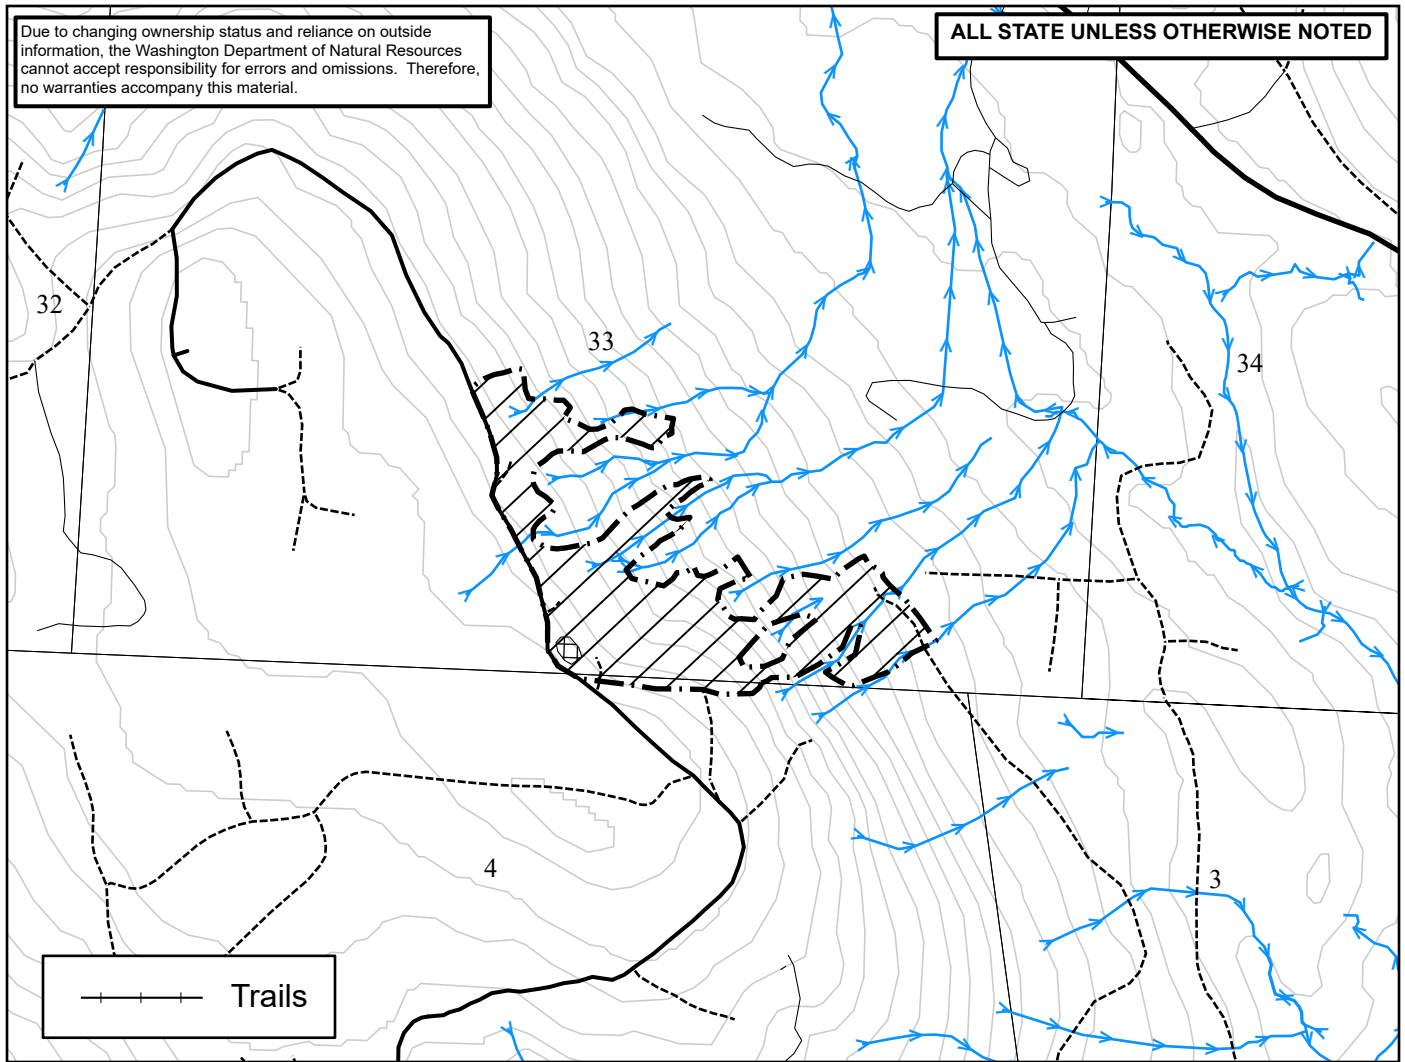 Due to changing ownership status and reliance on outside
information, the Washington Department of Natural Resources
cannot accept responsibility for errors and omissions.  Therefore,
no warranties accompany this material.
ALL STATE UNLESS OTHERWISE NOTED
32
33
34
4
3
Trails